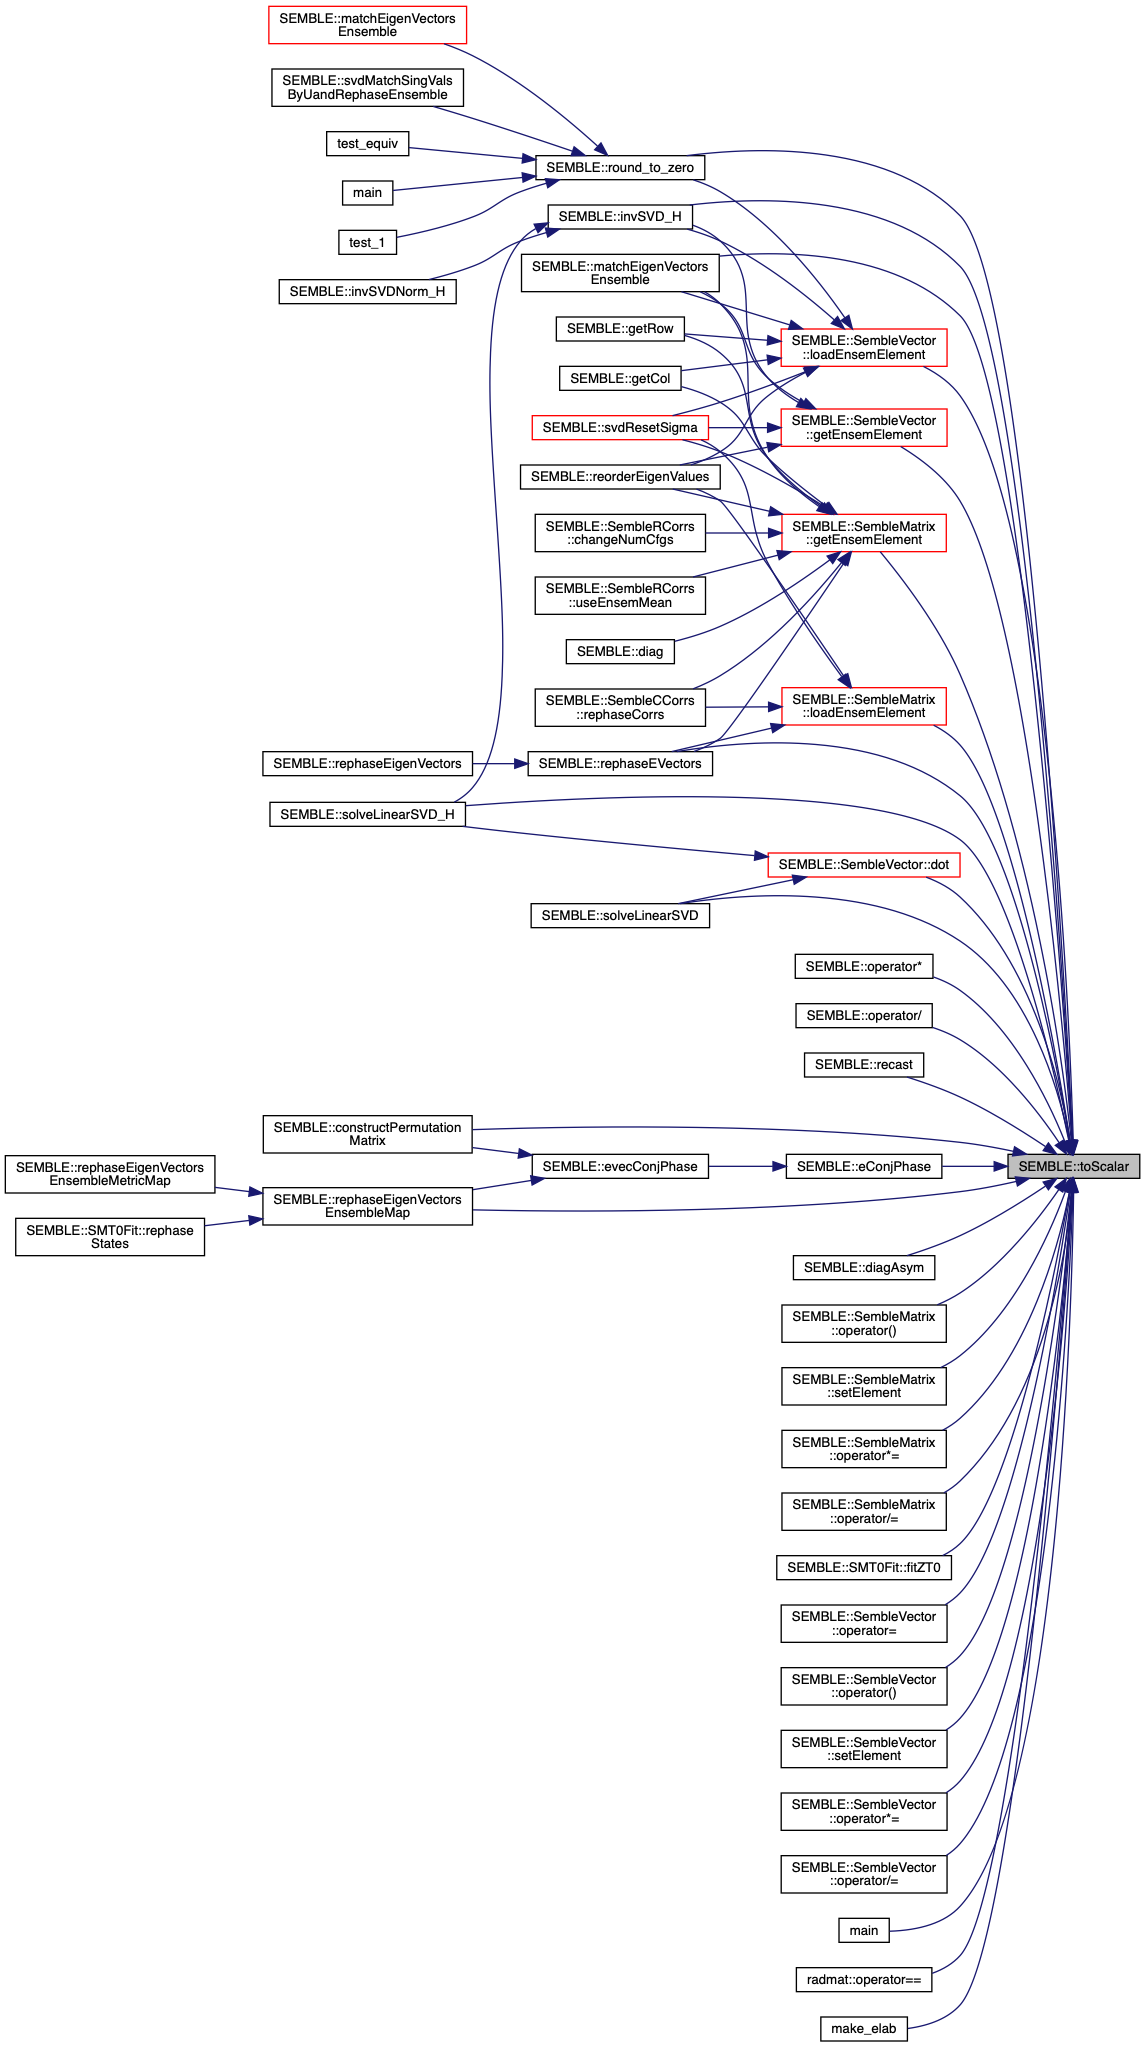 SEMBLE::matchEigenVectors
Ensemble
SEMBLE::svdMatchSingVals
ByUandRephaseEnsemble
test_equiv
SEMBLE::round_to_zero
main
SEMBLE::invSVD_H
test_1
SEMBLE::matchEigenVectors
Ensemble
SEMBLE::invSVDNorm_H
SEMBLE::getRow
SEMBLE::SembleVector
::loadEnsemElement
SEMBLE::getCol
SEMBLE::SembleVector
::getEnsemElement
SEMBLE::svdResetSigma
SEMBLE::reorderEigenValues
SEMBLE::SembleRCorrs
::changeNumCfgs
SEMBLE::SembleMatrix
::getEnsemElement
SEMBLE::SembleRCorrs
::useEnsemMean
SEMBLE::diag
SEMBLE::SembleCCorrs
::rephaseCorrs
SEMBLE::SembleMatrix
::loadEnsemElement
SEMBLE::rephaseEigenVectors
SEMBLE::rephaseEVectors
SEMBLE::solveLinearSVD_H
SEMBLE::SembleVector::dot
SEMBLE::solveLinearSVD
SEMBLE::operator*
SEMBLE::operator/
SEMBLE::recast
SEMBLE::constructPermutation
Matrix
SEMBLE::rephaseEigenVectors
EnsembleMetricMap
SEMBLE::evecConjPhase
SEMBLE::eConjPhase
SEMBLE::toScalar
SEMBLE::rephaseEigenVectors
EnsembleMap
SEMBLE::SMT0Fit::rephase
States
SEMBLE::diagAsym
SEMBLE::SembleMatrix
::operator()
SEMBLE::SembleMatrix
::setElement
SEMBLE::SembleMatrix
::operator*=
SEMBLE::SembleMatrix
::operator/=
SEMBLE::SMT0Fit::fitZT0
SEMBLE::SembleVector
::operator=
SEMBLE::SembleVector
::operator()
SEMBLE::SembleVector
::setElement
SEMBLE::SembleVector
::operator*=
SEMBLE::SembleVector
::operator/=
main
radmat::operator==
make_elab